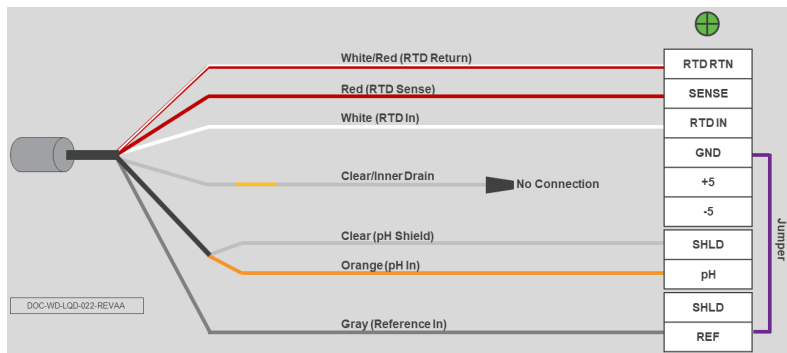 White/Red (RTD Return)
RTD RTN
Red (RTD Sense)
SENSE
White (RTD In)
RTD IN
GND
Clear/Inner Drain
No Connection
+5
-5
Jumper
Clear (pH Shield)
SHLD
Orange (pH In)
pH
DOC-WD-LQD-022-REVAA
SHLD
Gray (Reference In)
REF